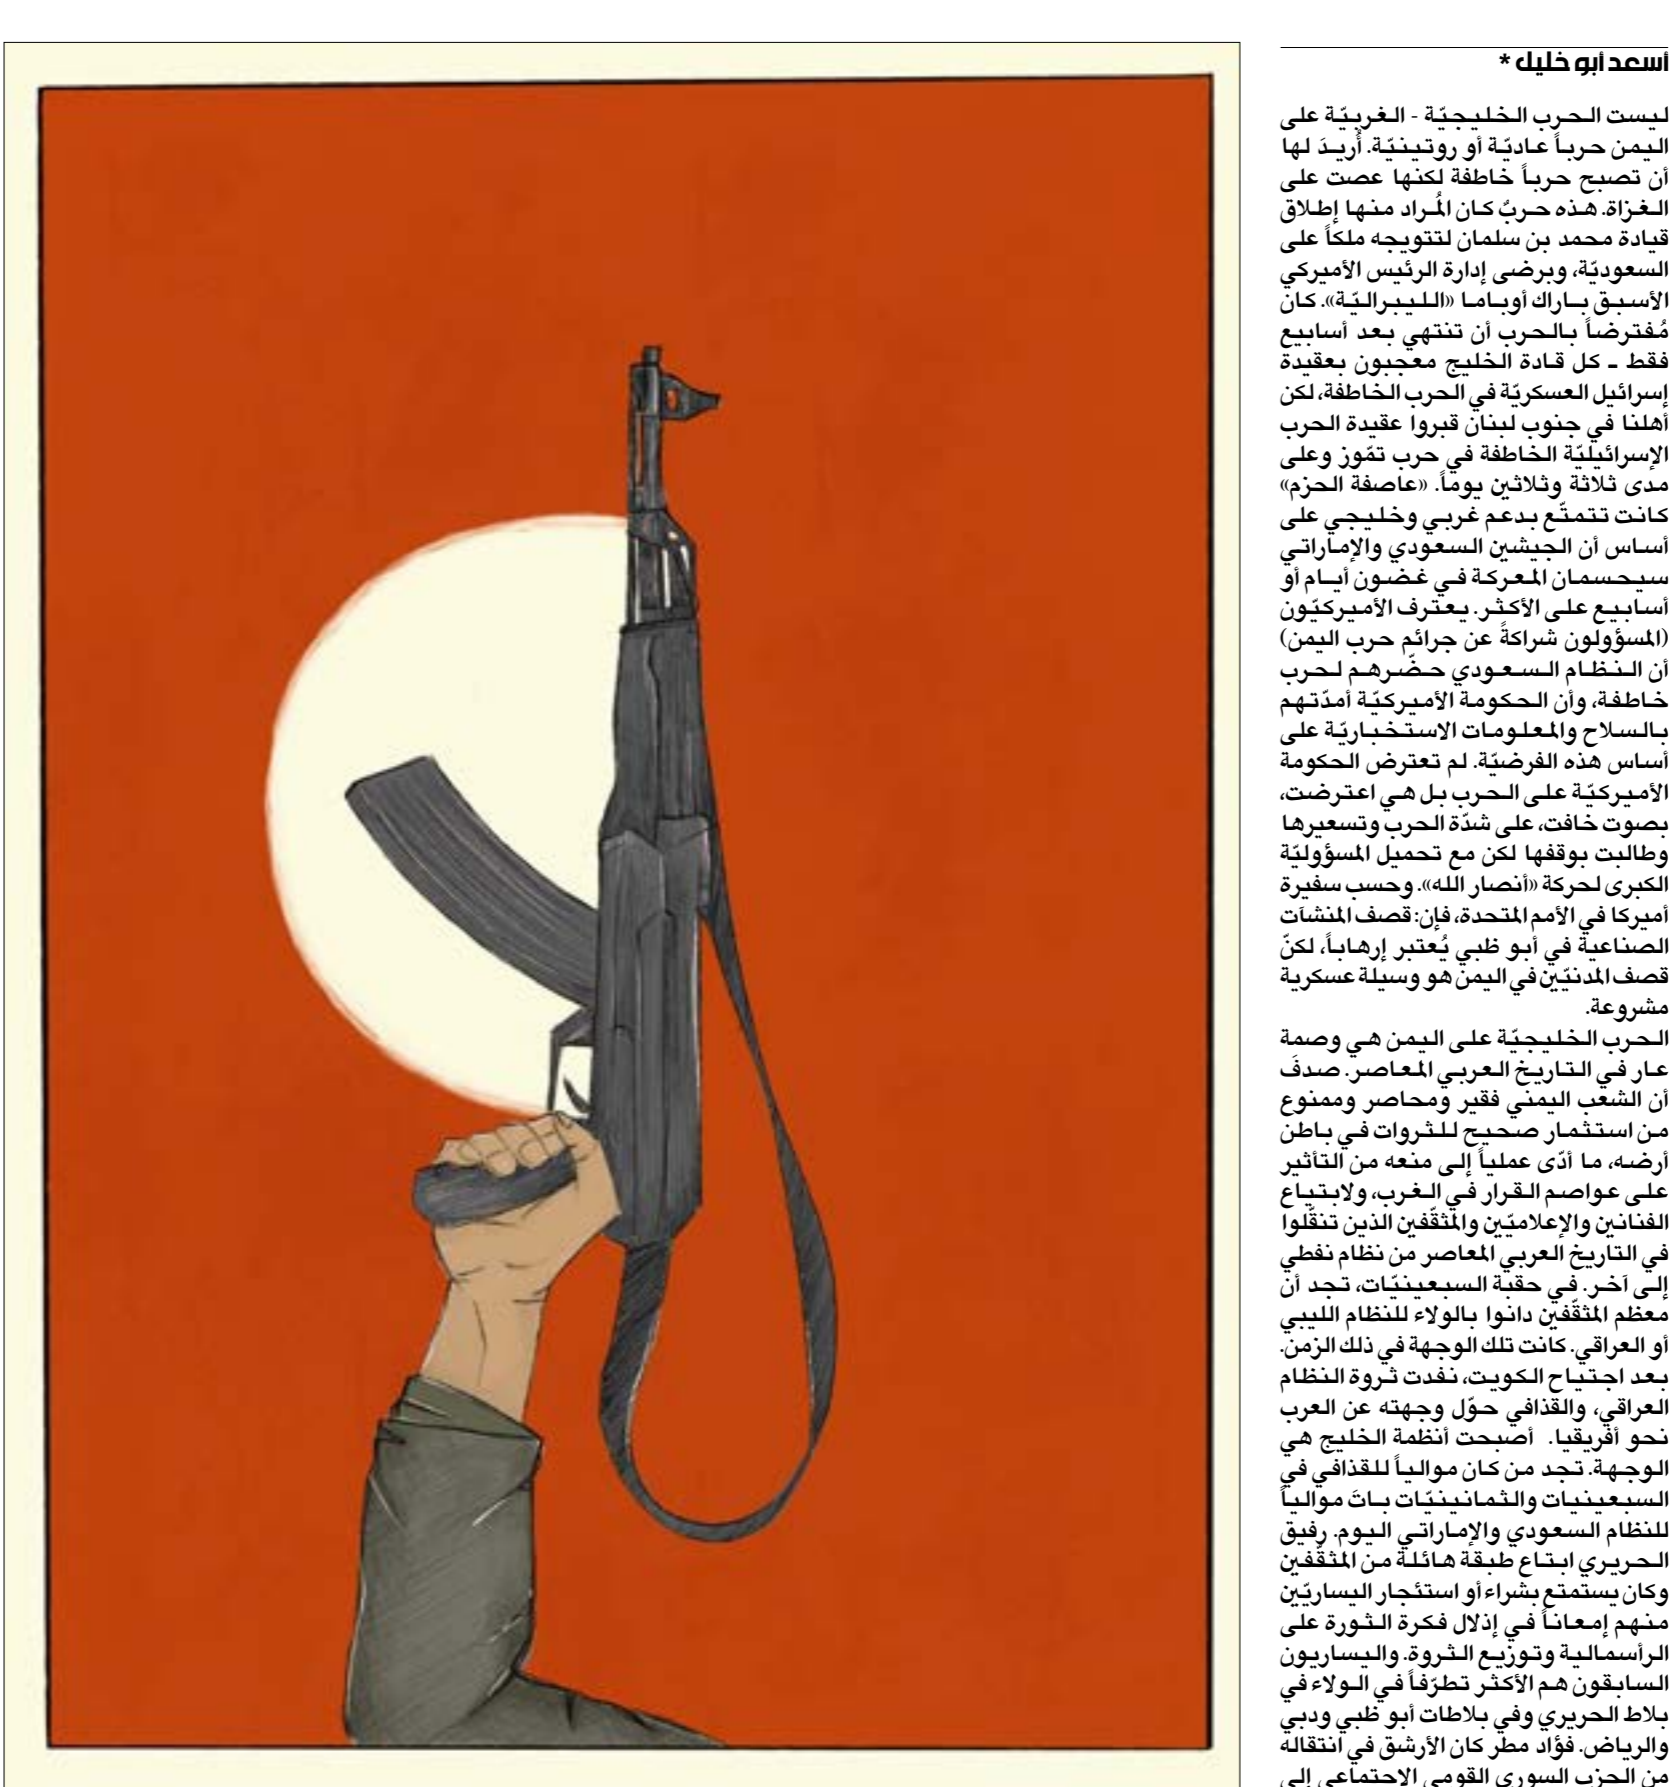 أسعد أبو خليل *
ليست الحرب الخليجيّة - الغربيّة على
اليمن حرباً عاديّة أو روتينيّة. أُريدَ لها
أن تصبح حرباً خاطفة لكنها عصت على
الغزاة. هذه حربٌ كان المُراد منها إطلاق
قيادة محمد بن سلمان لتتويجه ملكاً على
السعوديّة، وبرضى إدارة الرئيس الأميركي
الأسبق باراك أوباما «الليبراليّة». كان
مُفترضاً بالحرب أن تنتهي بعد أسابيع
فقط ـ كل قادة الخليج معجبون بعقيدة
إسرائيل العسكريّة في الحرب الخاطفة، لكن
أهلنا في جنوب لبنان قبروا عقيدة الحرب
الإسرائيليّة الخاطفة في حرب تمّوز وعلى
مدى ثلاثة وثلاثين يوماً. «عاصفة الحزم»
كانت تتمتّع بدعم غربي وخليجي على
أساس أن الجيشين السعودي والإماراتي
سيحسمان المعركة في غضون أيام أو
أسابيع على الأكثر. يعترف الأميركيّون
(المسؤولون شراكةً عن جرائم حرب اليمن)
أن النظام السعودي حضّرهم لحرب
خاطفة، وأن الحكومة الأميركيّة أمدّتهم
بالسلاح والمعلومات الاستخباريّة على
أساس هذه الفرضيّة. لم تعترض الحكومة
الأميركيّة على الحرب بل هي اعترضت،
بصوت خافت، على شدّة الحرب وتسعيرها
وطالبت بوقفها لكن مع تحميل المسؤوليّة
الكبرى لحركة «أنصار الله». وحسب سفيرة
أميركا في الأمم المتحدة، فإن: قصف المنشآت
الصناعية في أبو ظبي يُعتبر إرهاباً، لكنّ
قصف المدنيّين في اليمن هو وسيلة عسكرية
مشروعة.
الحرب الخليجيّة على اليمن هي وصمة
عار في التاريخ العربي المعاصر. صدفَ
أن الشعب اليمني فقير ومحاصر وممنوع
من استثمار صحيح للثروات في باطن
أرضه، ما أدّى عملياً إلى منعه من التأثير
على عواصم القرار في الغرب، ولابتياع
الفنانين والإعلاميّين والمثقّفين الذين تنقّلوا
في التاريخ العربي المعاصر من نظام نفطي
إلى آخر. في حقبة السبعينيّات، تجد أن
معظم المثقّفين دانوا بالولاء للنظام الليبي
أو العراقي. كانت تلك الوجهة في ذلك الزمن.
بعد اجتياح الكويت، نفدت ثروة النظام
العراقي، والقذافي حوّل وجهته عن العرب
نحو أفريقيا. أصبحت أنظمة الخليج هي
الوجهة. تجد من كان موالياً للقذافي في
السبعينيات والثمانينيّات باتَ موالياً
للنظام السعودي والإماراتي اليوم. رفيق
الحريري ابتاع طبقة هائلة من المثقّفين
وكان يستمتع بشراء أو استئجار اليساريّين
منهم إمعاناً في إذلال فكرة الثورة على
الرأسمالية وتوزيع الثروة. واليساريون
السابقون هم الأكثر تطرّفاً في الولاء في
بلاط الحريري وفي بلاطات أبو ظبي ودبي
والرياض. فؤاد مطر كان الأرشق في انتقاله
من الحزب السوري القومي الاجتماعي إلى